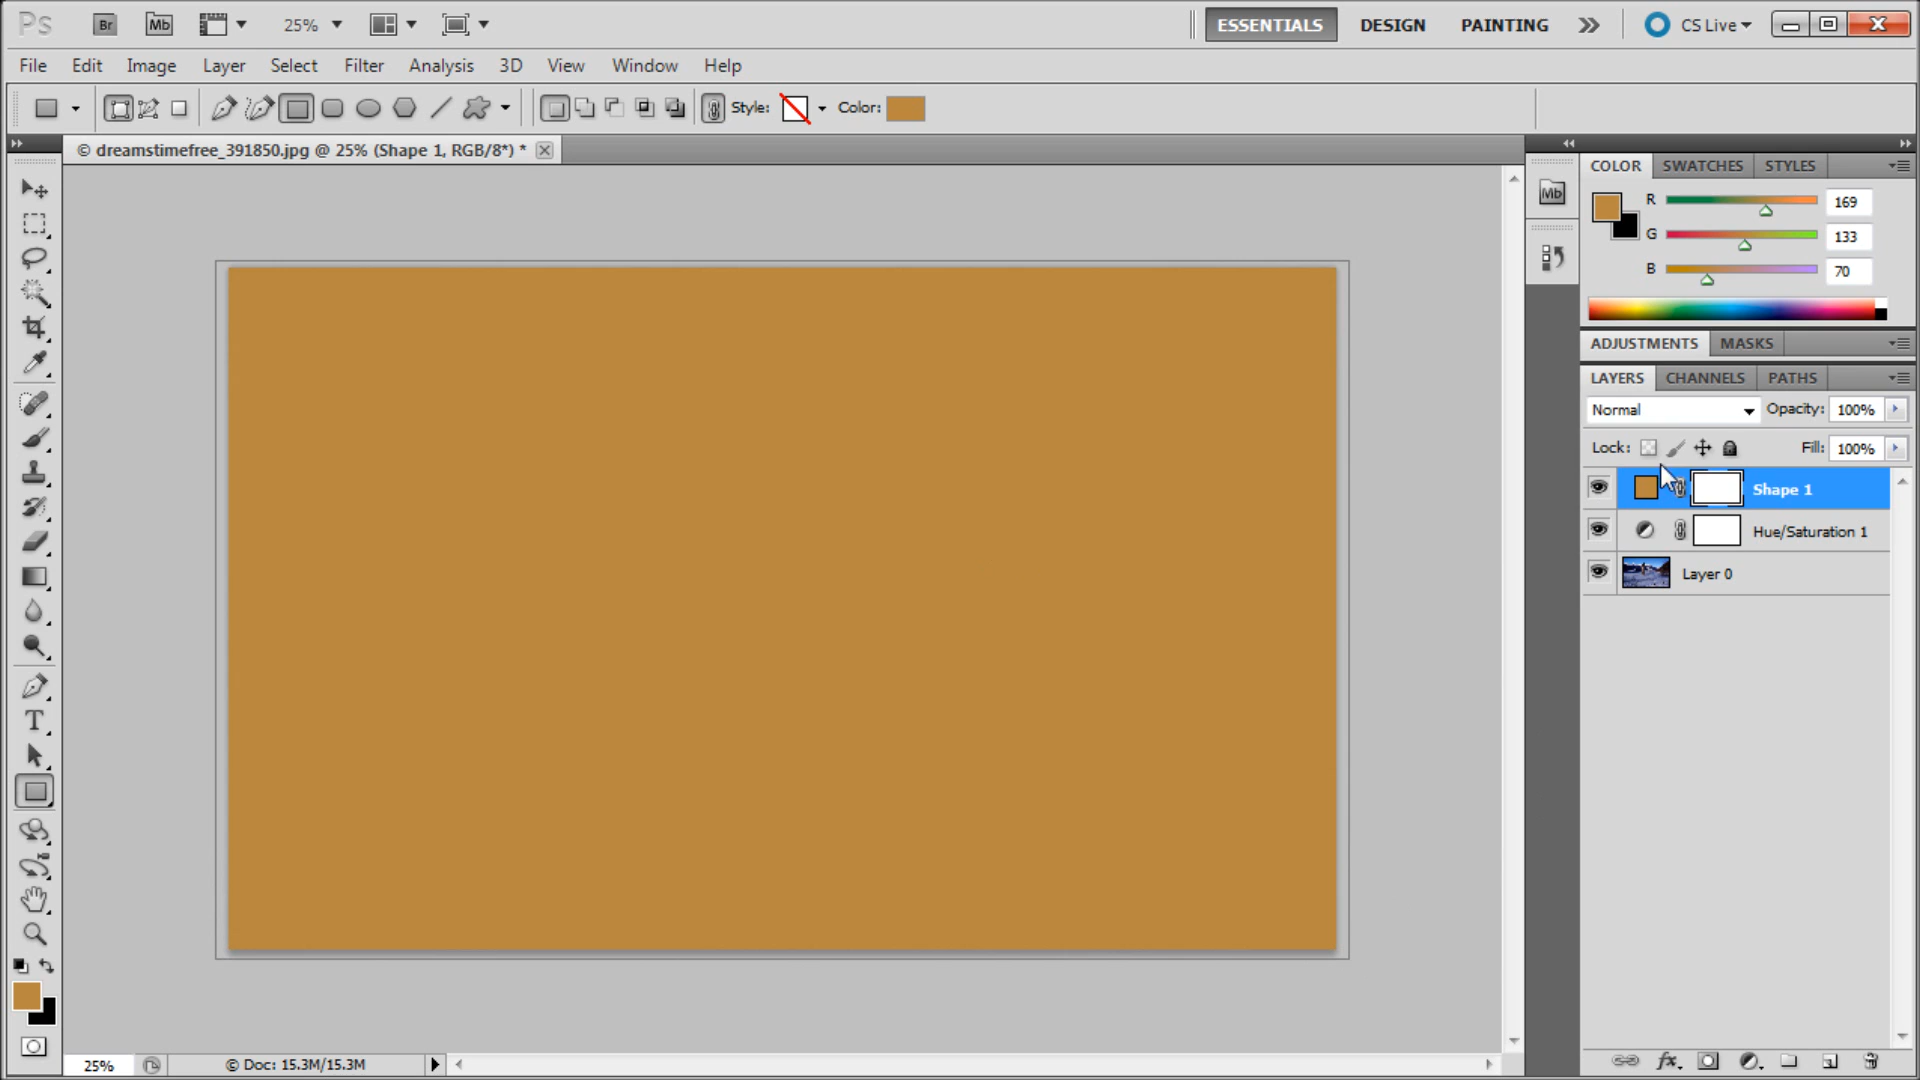 Ps Br Mb 25% ESSENTIALS DESIGN PAINTING CS Live
File Edit Image Layer Select Filter Analysis 3D View Window Help
Style: Color:
© dreamstimefree_391850.jpg @ 25% (Shape 1, RGB/8*) *
COLOR SWATCHES STYLES
Mb
R 169
G 133
B 70
ADJUSTMENTS MASKS
LAYERS CHANNELS PATHS
Normal Opacity: 100%
Lock: Fill: 100%
Shape 1
Hue/Saturation 1
Layer 0
T
25% © Doc: 15.3M/15.3M
fx